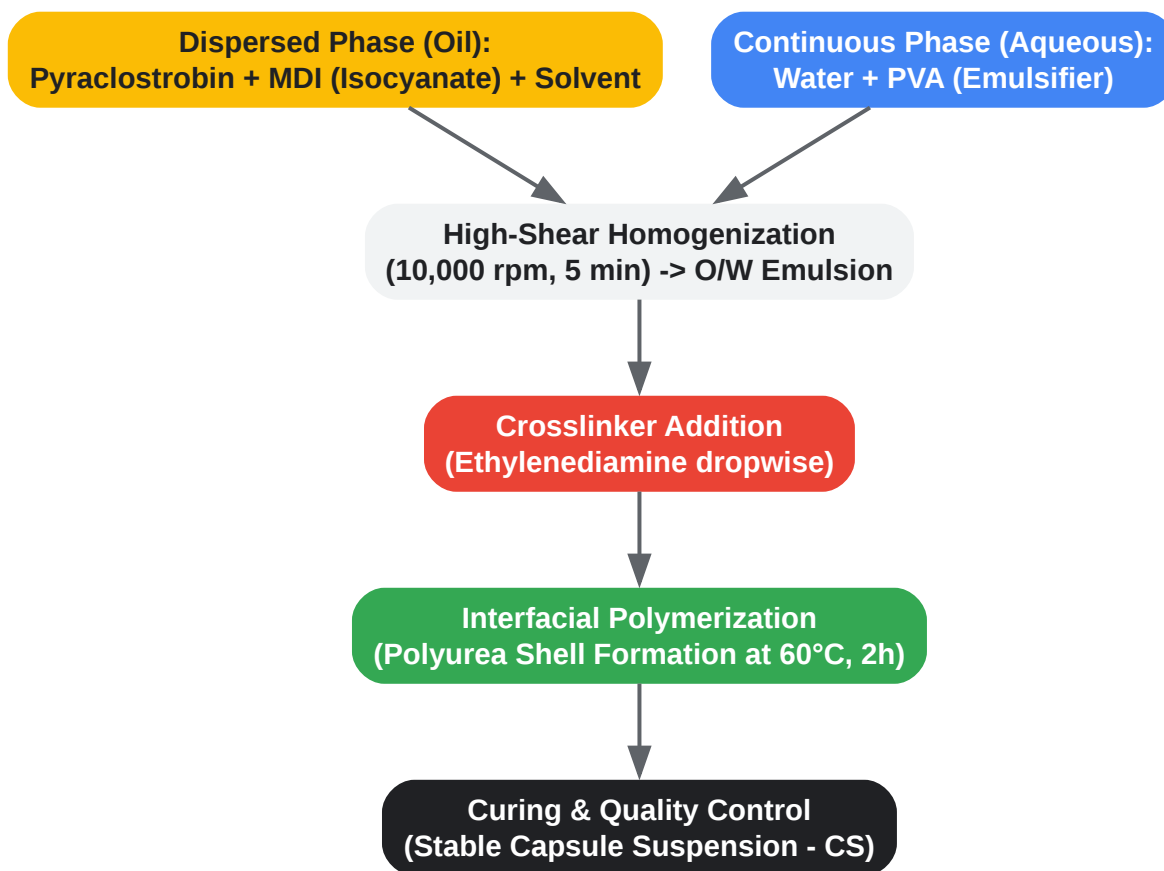 Dispersed Phase (Oil):
Pyraclostrobin + MDI (Isocyanate) + Solvent
Continuous Phase (Aqueous):
Water + PVA (Emulsifier)
High-Shear Homogenization
(10,000 rpm, 5 min) -> O/W Emulsion
Crosslinker Addition
(Ethylenediamine dropwise)
Interfacial Polymerization
(Polyurea Shell Formation at 60°C, 2h)
Curing & Quality Control
(Stable Capsule Suspension - CS)